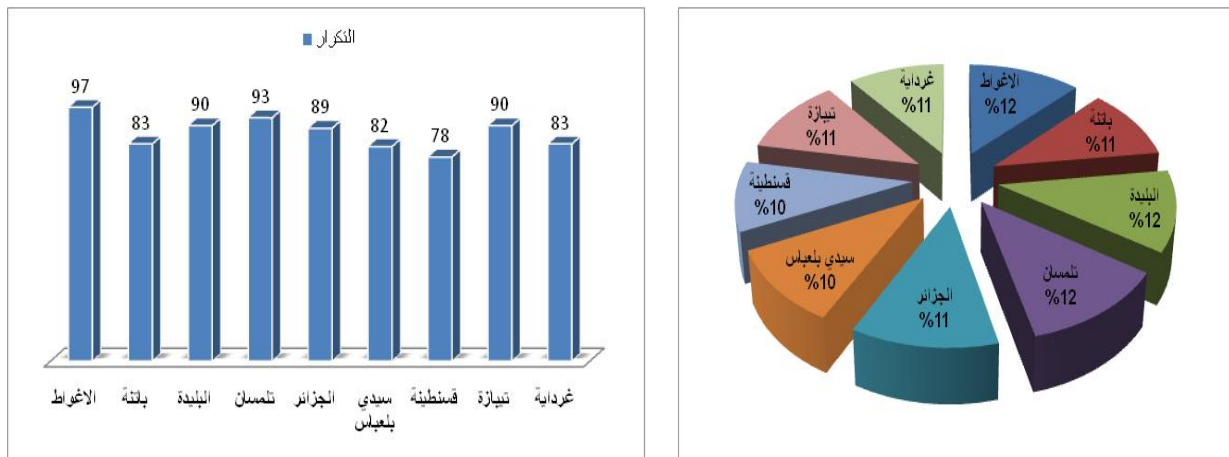 التكرار
97
83
90
93
89
82
78
90
83
الاغواط
باتنة
البليدة
تلمسان
الجزائر
سيدي
بلعباس
قسنطينة
تيبازة
غرداية
الاغواط
%12
باتنة
%11
البليدة
%12
تلمسان
%12
الجزائر
%11
سيدي بلعباس
%10
قسنطينة
%10
تيبازة
%11
غرداية
%11